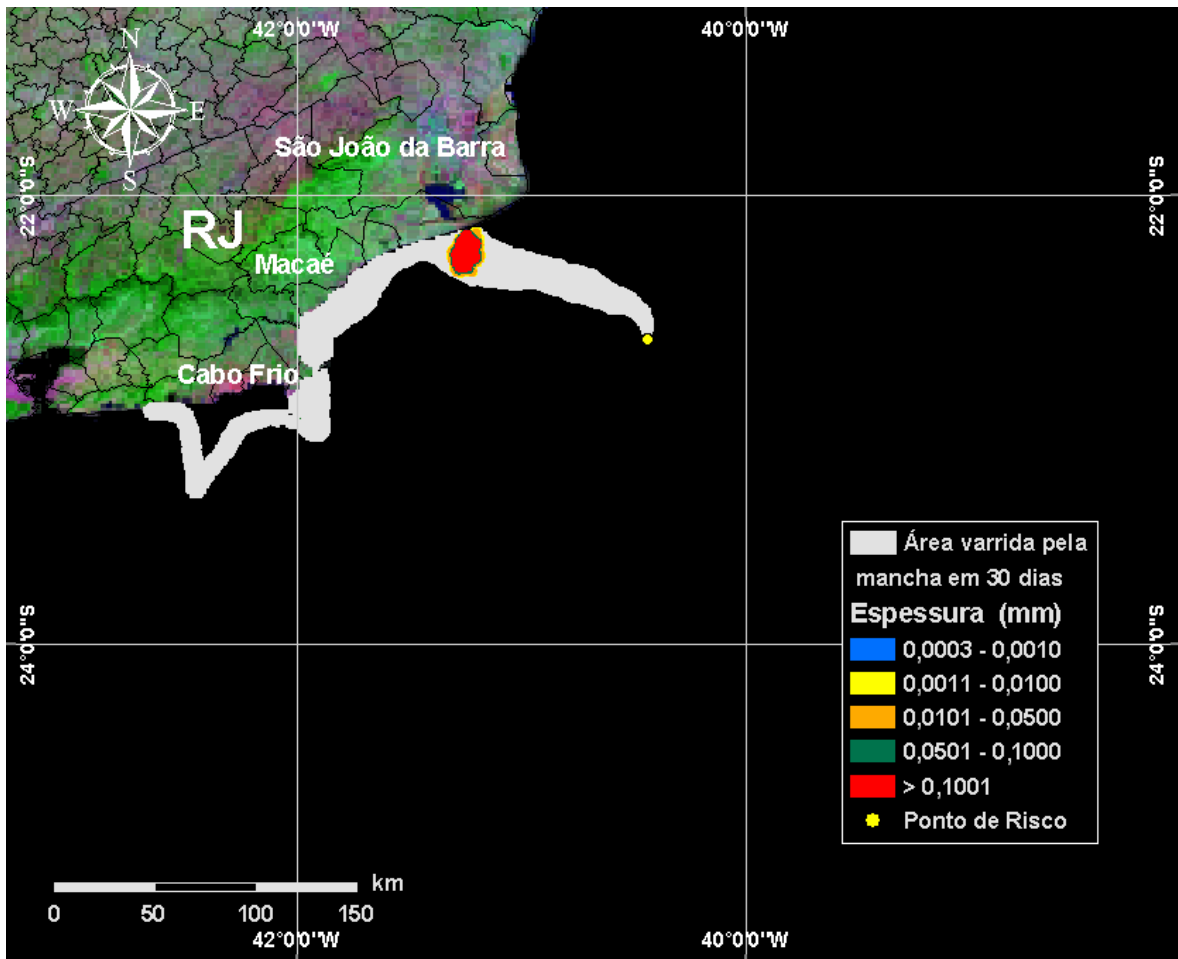 42°0'0"W
40°0'0"W
N
W
E
S
São João da Barra
22°0'0"S
22°0'0"S
RJ
Macaé
Cabo Frio
Área varrida pela
mancha em 30 dias
Espessura (mm)
0,0003 - 0,0010
0,0011 - 0,0100
0,0101 - 0,0500
0,0501 - 0,1000
> 0,1001
Ponto de Risco
24°0'0"S
24°0'0"S
km
0 50 100 150
42°0'0"W
40°0'0"W